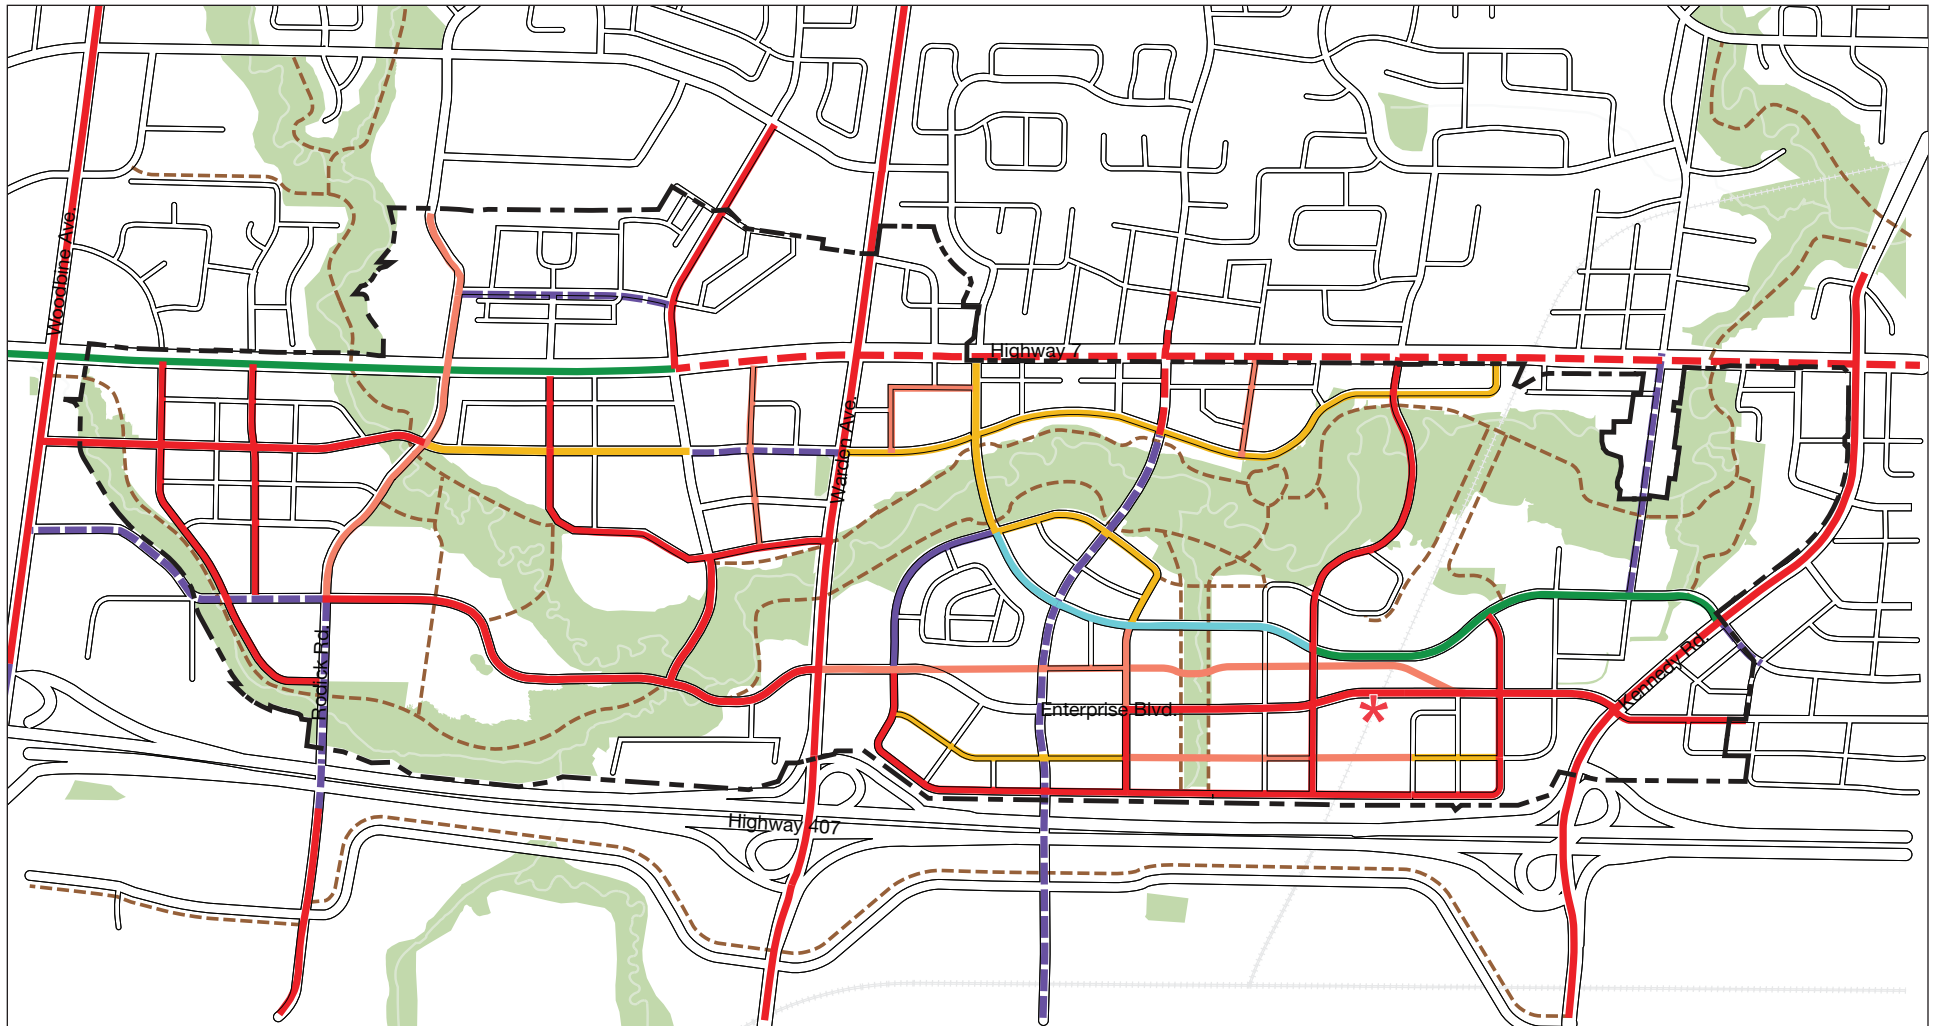 Woodbine Ave.
Highway 7
Warden Ave.
Rodick Rd.
Enterprise Blvd.
Kennedy Rd.
Highway 407
*